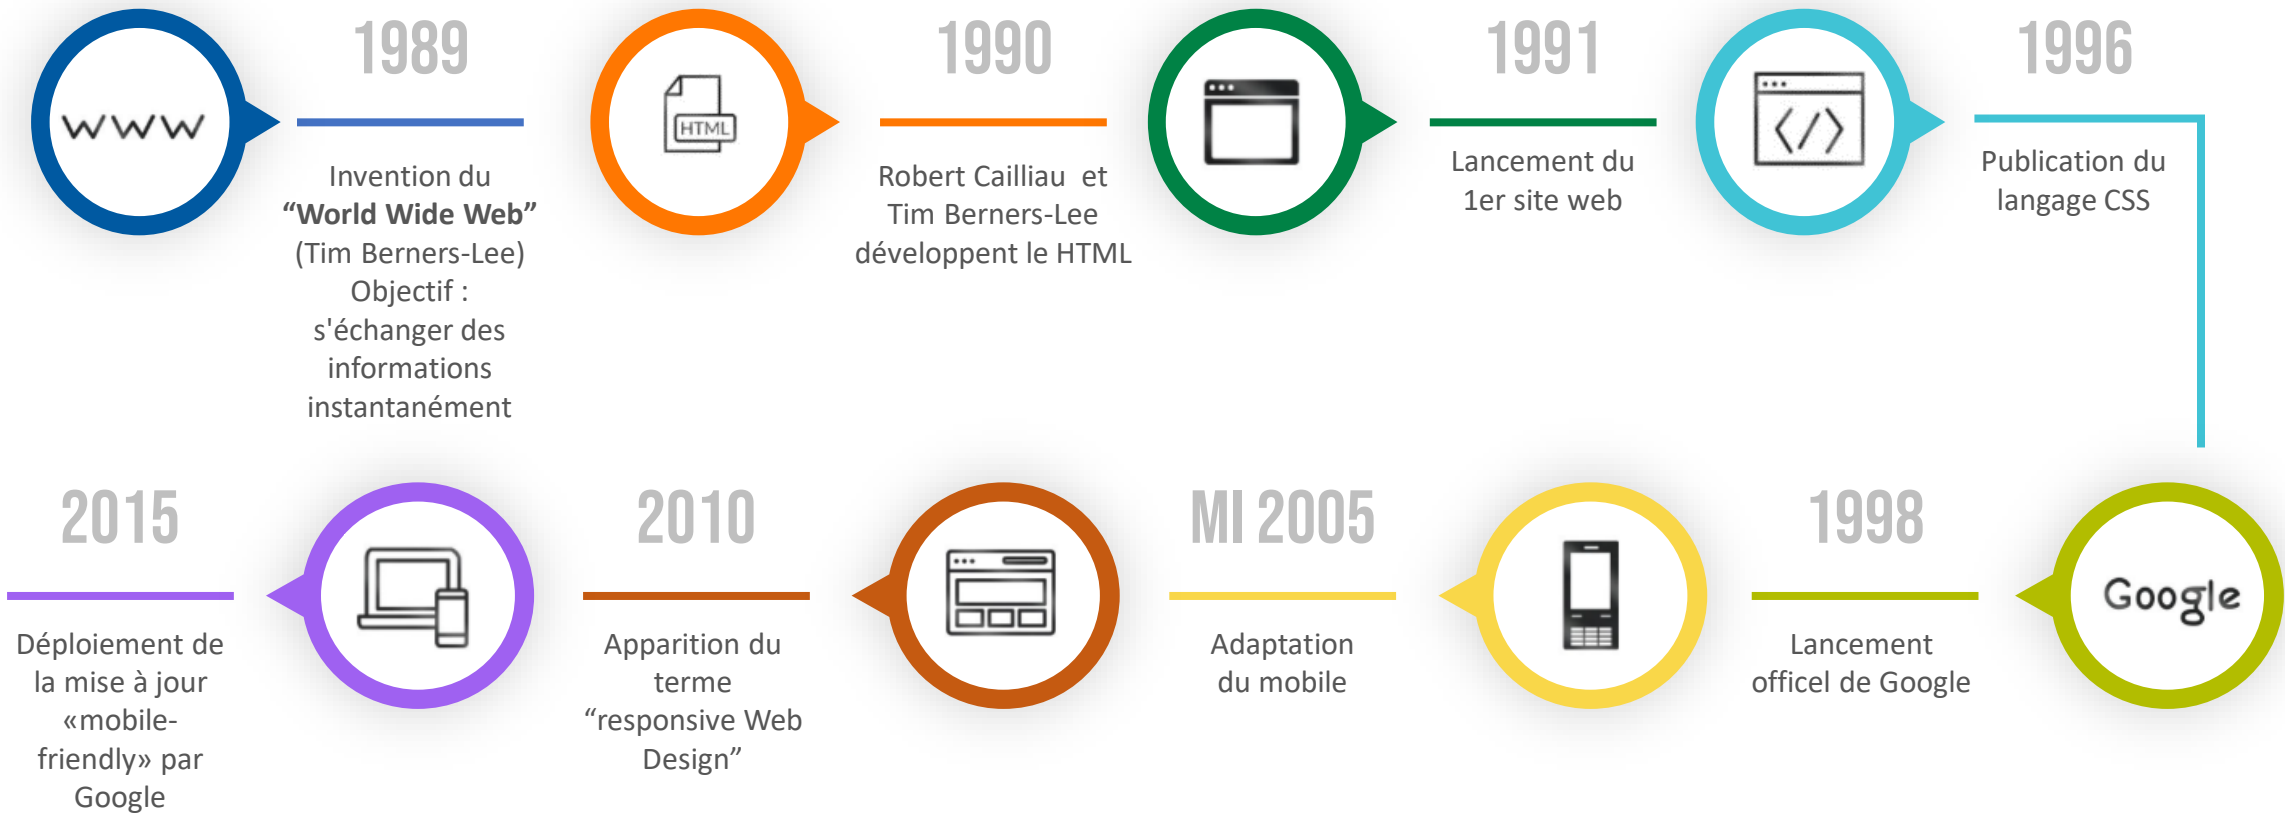 WWW
1989
Invention du
“World Wide Web”
(Tim Berners-Lee)
Objectif :
s'échanger des
informations
instantanément
HTML
1990
Robert Cailliau et
Tim Berners-Lee
développent le HTML
1991
Lancement du
1er site web
</>
1996
Publication du
langage CSS
Google
1998
Lancement
officel de Google
MI 2005
Adaptation
du mobile
2010
Apparition du
terme
“responsive Web
Design”
2015
Déploiement de
la mise à jour
«mobile-
friendly» par
Google